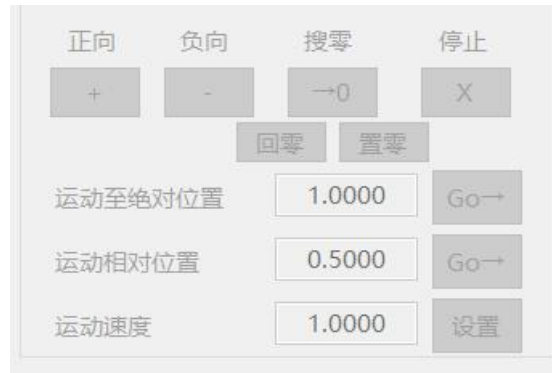 正向 负向 搜零 停止
+ - →0 X
回零 置零
运动至绝对位置 1.0000 Go→
运动相对位置 0.5000 Go→
运动速度 1.0000 设置